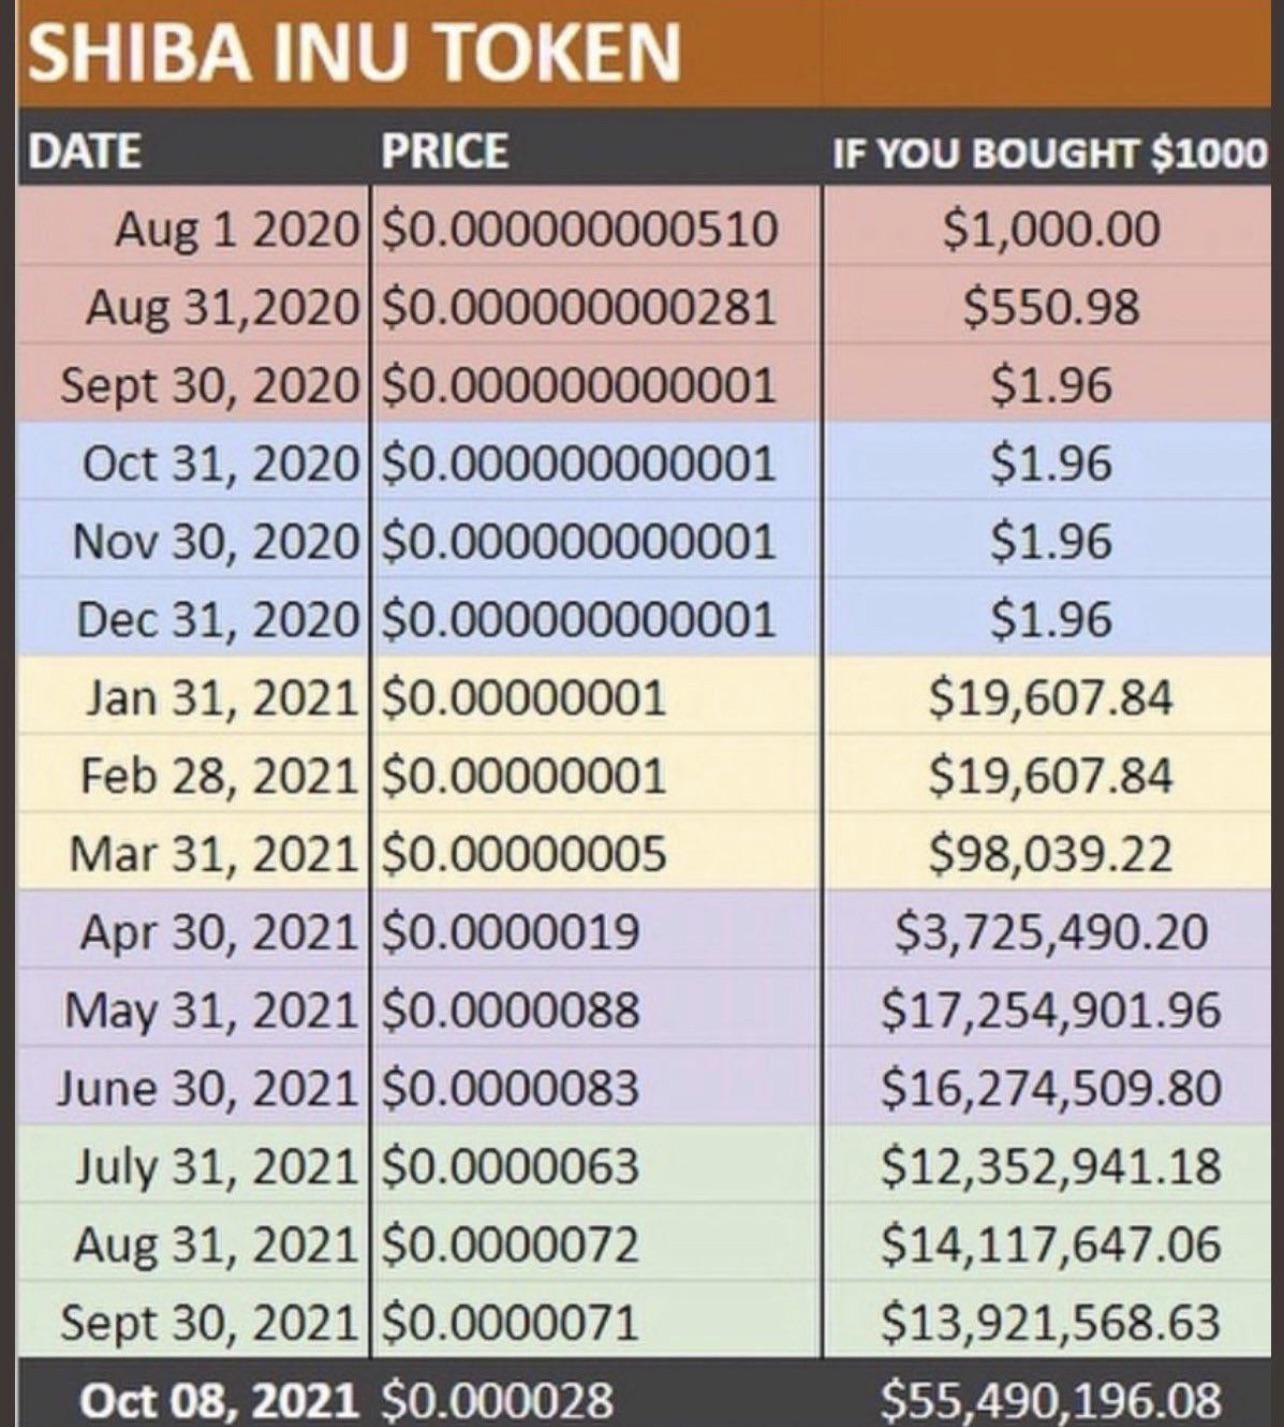 SHIBA INU TOKEN
DATE PRICE IF YOU BOUGHT $1000
Aug 1 2020 $0.000000000510 $1,000.00
Aug 31,2020 $0.000000000281 $550.98
Sept 30, 2020 $0.000000000001 $1.96
Oct 31, 2020 $0.000000000001 $1.96
Nov 30, 2020 $0.000000000001 $1.96
Dec 31, 2020 $0.000000000001 $1.96
Jan 31, 2021 $0.00000001 $19,607.84
Feb 28, 2021 $0.00000001 $19,607.84
Mar 31, 2021 $0.00000005 $98,039.22
Apr 30, 2021 $0.0000019 $3,725,490.20
May 31, 2021 $0.0000088 $17,254,901.96
June 30, 2021 $0.0000083 $16,274,509.80
July 31, 2021 $0.0000063 $12,352,941.18
Aug 31, 2021 $0.0000072 $14,117,647.06
Sept 30, 2021 $0.0000071 $13,921,568.63
Oct 08, 2021 $0.000028 $55,490,196.08